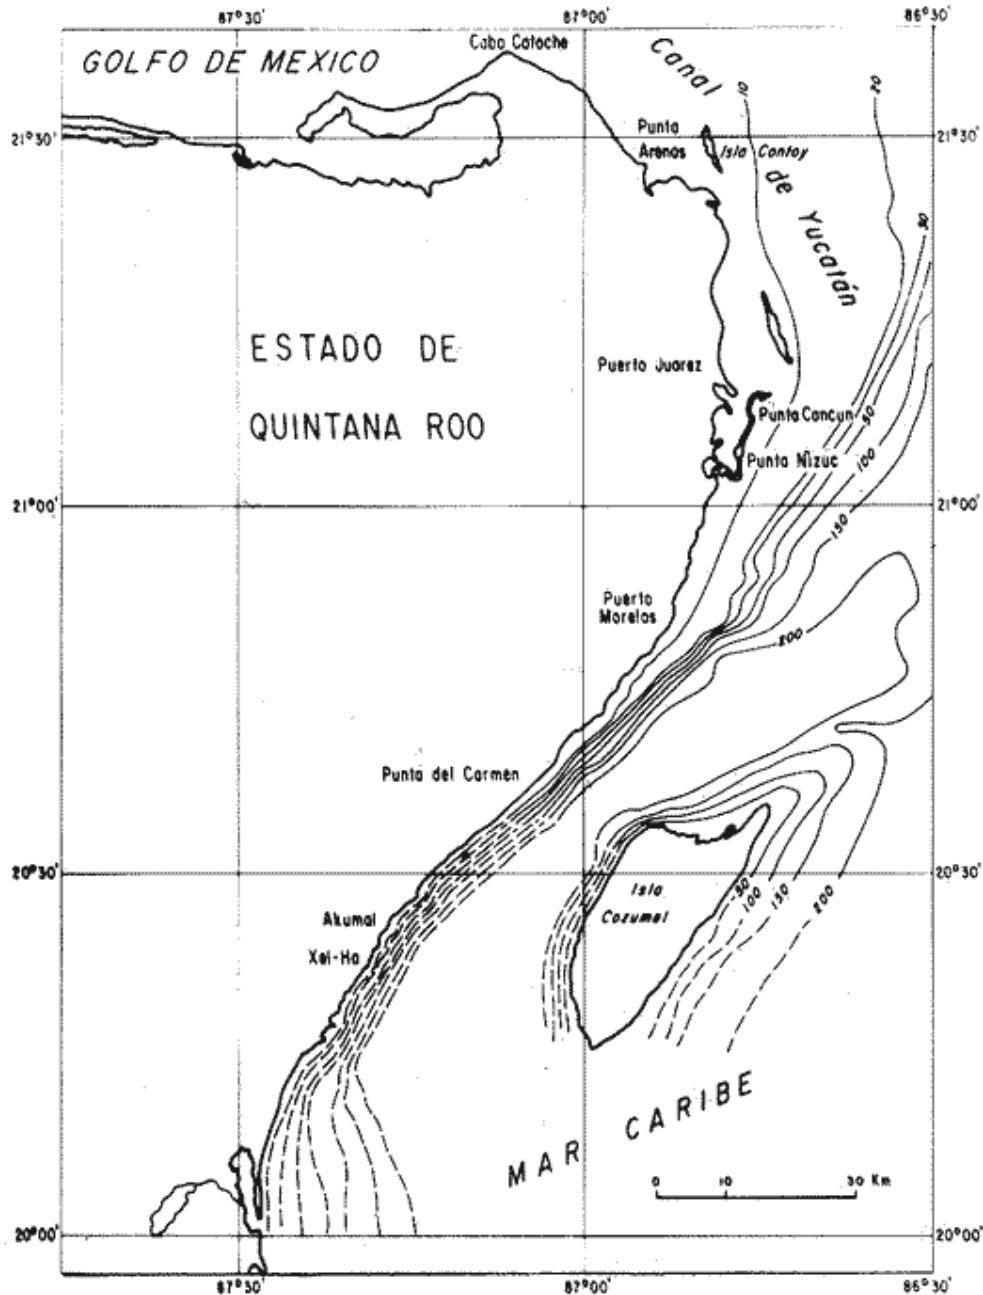 87°30'
87°00'
86°30'
GOLFO DE MEXICO
Cabo Catoche
Canal
de Yucatán
10
20
21°30'
Punta
Arenas
Isla Contoy
21°30'
30
ESTADO DE
QUINTANA ROO
Puerto Juarez
Punta Cancun
50
Punta Nizuc
100
150
21°00'
21°00'
Puerto
Morelos
200
Punta del Carmen
20°30'
20°30'
Isla
Cozumel
50
100
150
200
Akumal
Xel-Ha
MAR CARIBE
0 10 30 Km
20°00'
20°00'
87°30'
87°00'
86°30'